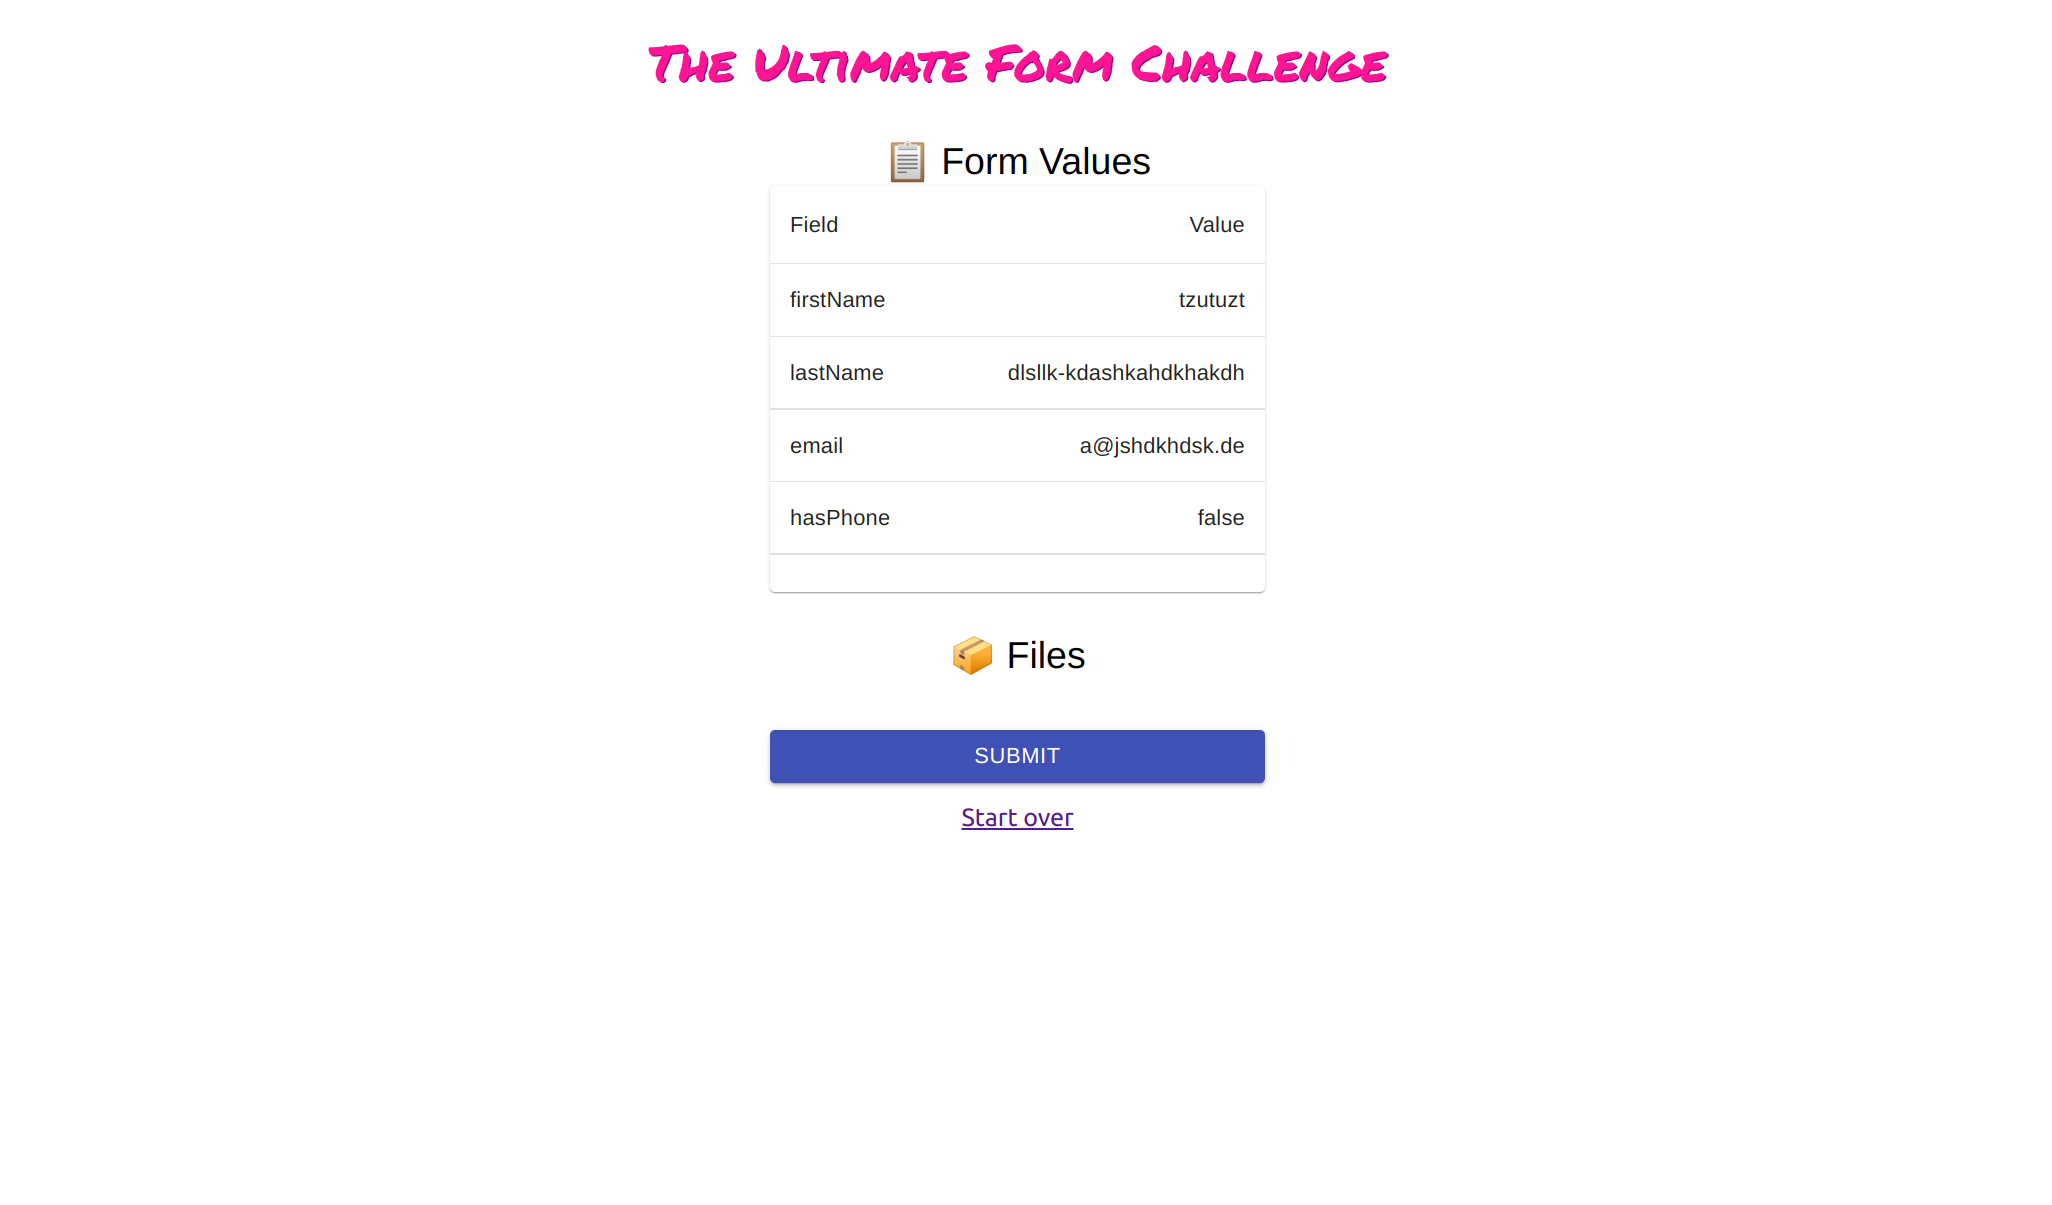 The Ultimate Form Challenge
📋 Form Values
Field Value
firstName tzutuzt
lastName dlsllk-kdashkahdkhakdh
email a@jshdkhdsk.de
hasPhone false
📦 Files
SUBMIT
Start over